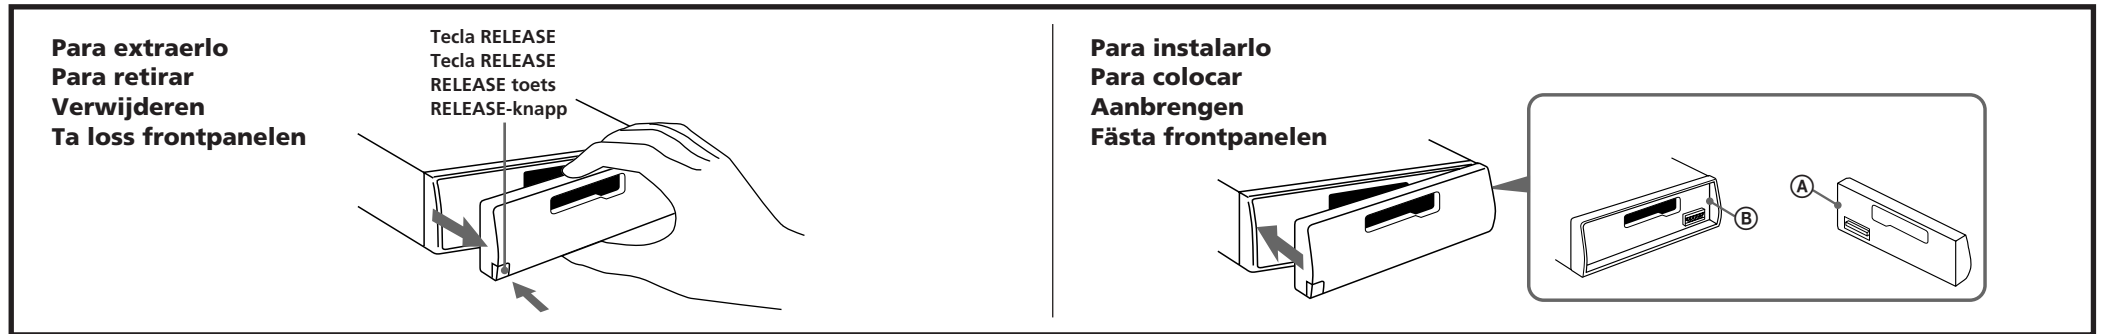 Para extraerlo
Para retirar
Verwijderen
Ta loss frontpanelen
Tecla RELEASE
Tecla RELEASE
RELEASE toets
RELEASE-knapp
Para instalarlo
Para colocar
Aanbrengen
Fästa frontpanelen
A
B